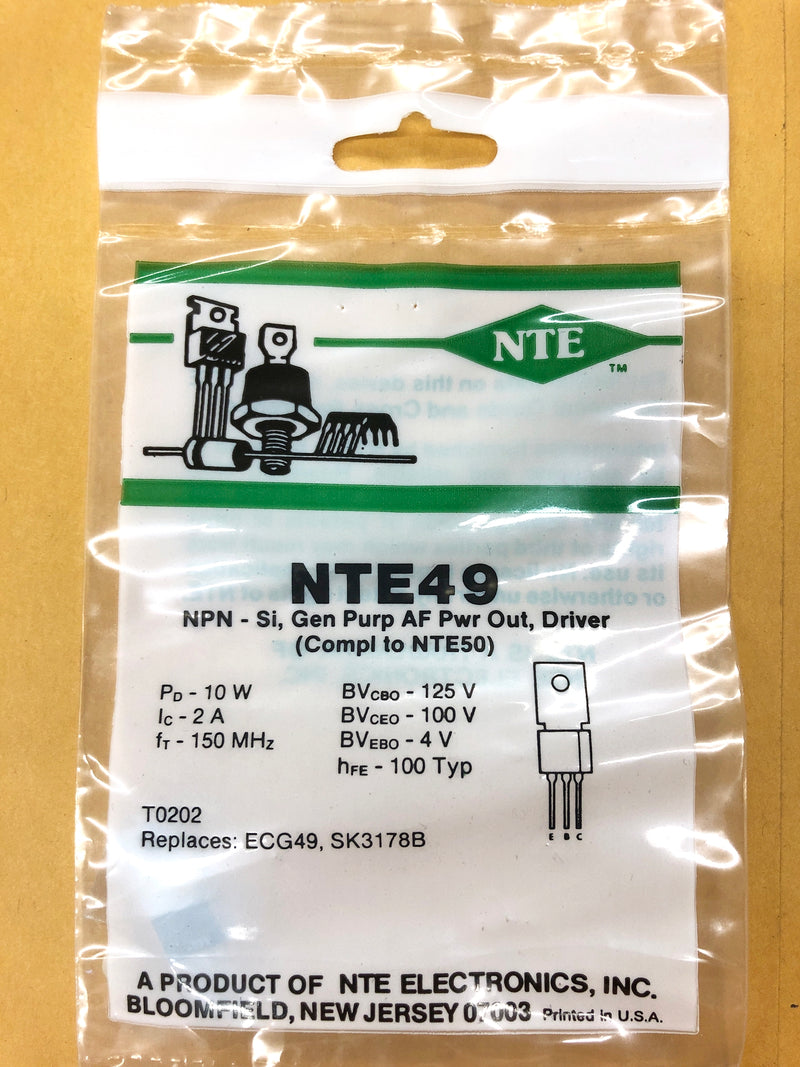 NTE
TM
NTE49
NPN - Si, Gen Purp AF Pwr Out, Driver
(Compl to NTE50)
PD - 10 W
IC - 2 A
fT - 150 MHz
BVCBO - 125 V
BVCEO - 100 V
BVEBO - 4 V
hFE - 100 Typ
E B C
T0202
Replaces: ECG49, SK3178B
A PRODUCT OF NTE ELECTRONICS, INC.
BLOOMFIELD, NEW JERSEY 07003 Printed in U.S.A.